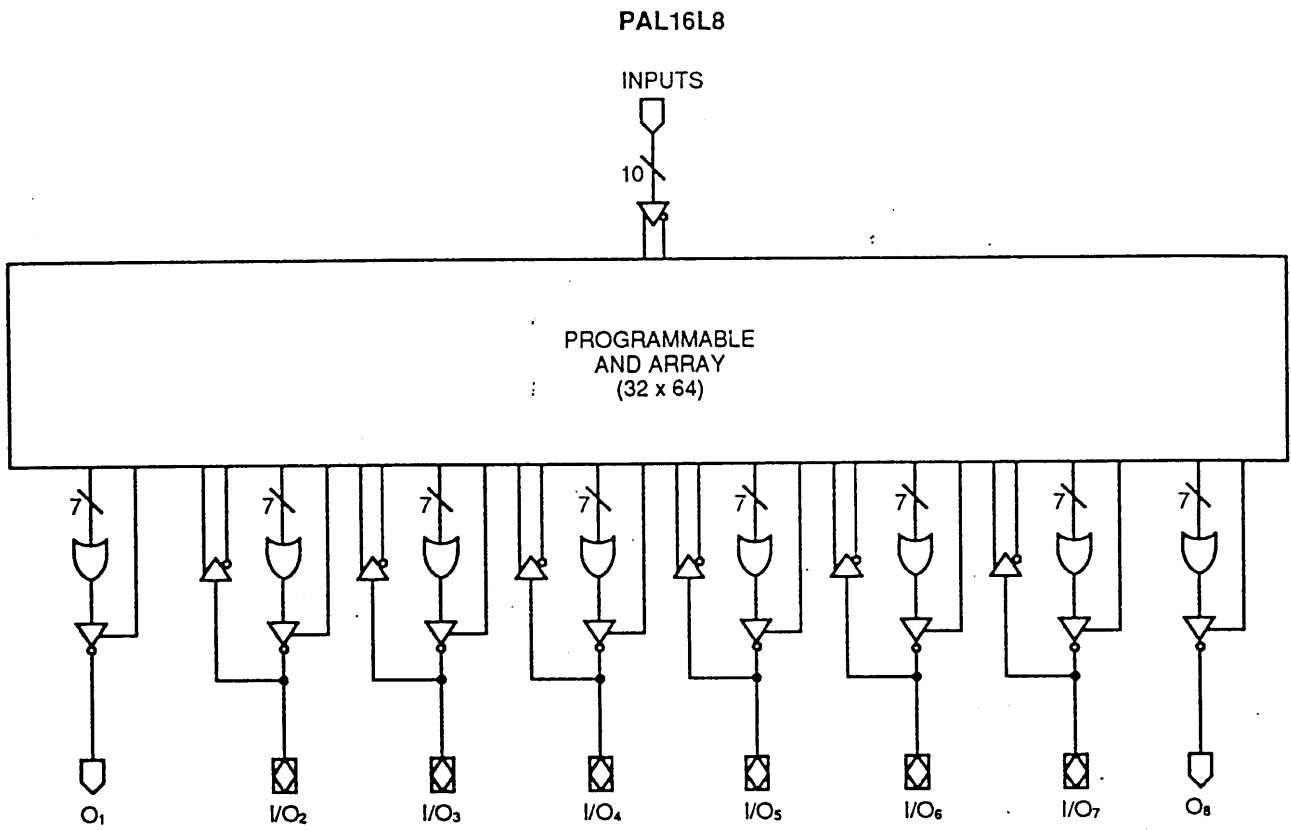 PAL16L8
INPUTS
10
PROGRAMMABLE
AND ARRAY
(32 x 64)
7 7 7 7 7 7 7 7
O1 I/O2 I/O3 I/O4 I/O5 I/O6 I/O7 O8